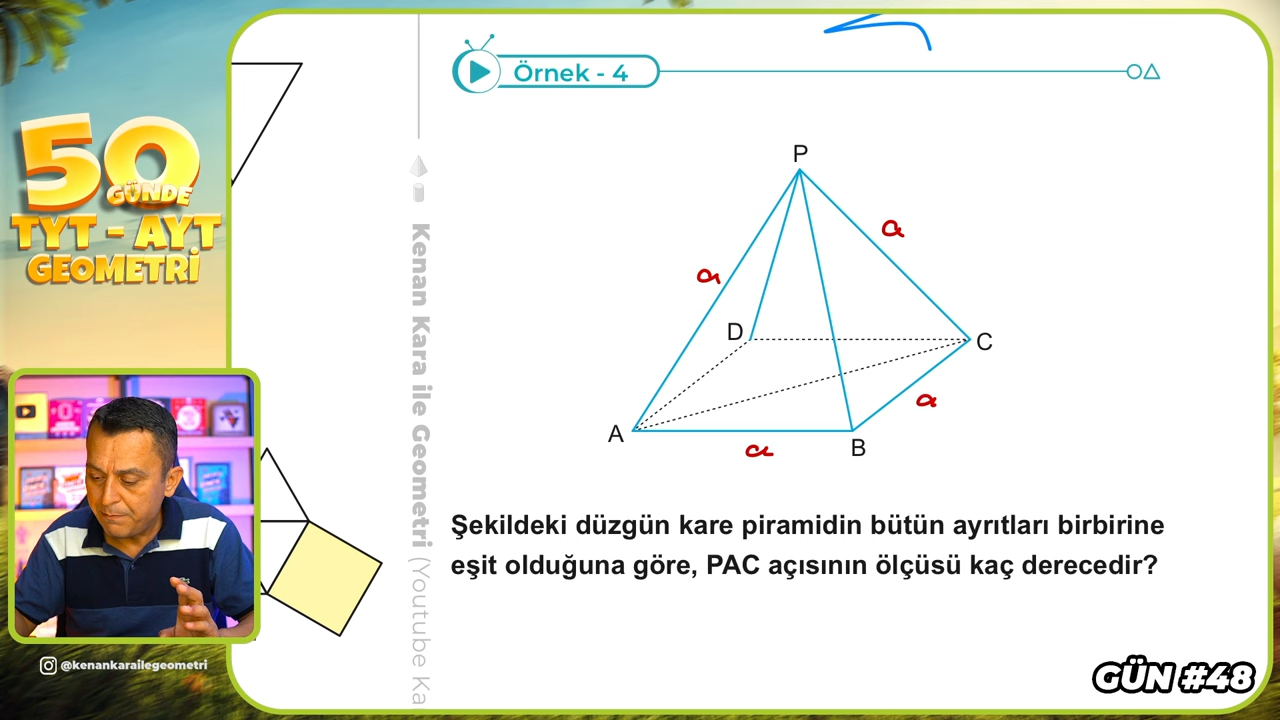 50
GÜNDE
TYT - AYT
GEOMETRİ
@kenankarailegeometri
Kenan Kara ile Geometri (Youtube Ka
Örnek - 4
P
a
a
D
C
a
A
B
a
Şekildeki düzgün kare piramidin bütün ayrıtları birbirine
eşit olduğuna göre, PAC açısının ölçüsü kaç derecedir?
GÜN #48